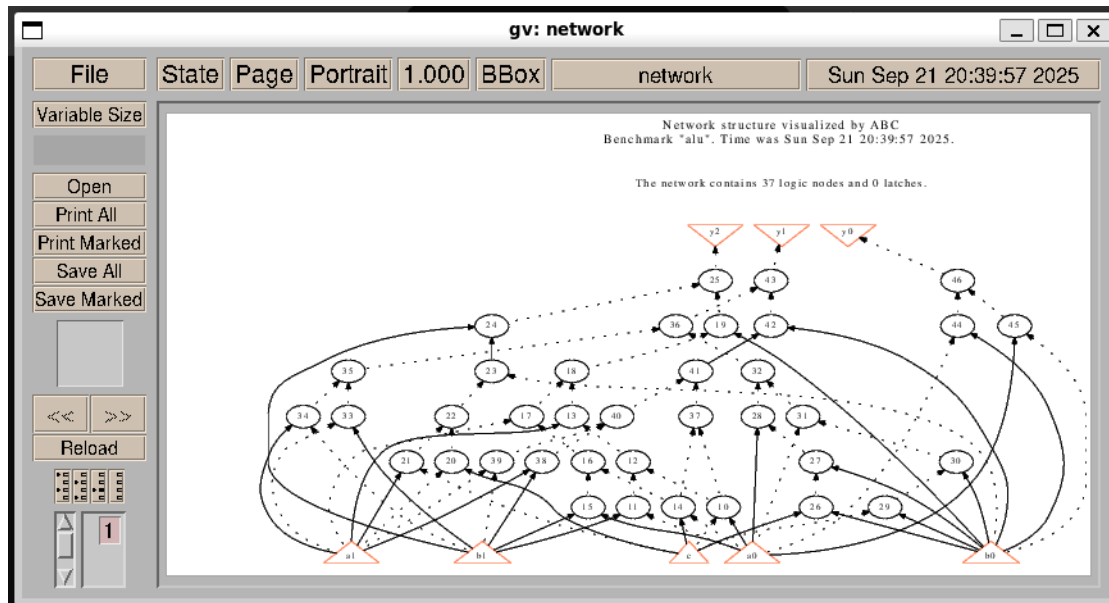 gv: network
File State Page Portrait 1.000 BBox network Sun Sep 21 20:39:57 2025
Variable Size
Open
Print All
Print Marked
Save All
Save Marked
<< >>
Reload
1
Network structure visualized by ABC
Benchmark "alu". Time was Sun Sep 21 20:39:57 2025.
The network contains 37 logic nodes and 0 latches.
y2 y1 y0
25 43 46
24 36 19 42 44 45
35 23 18 41 32
34 33 22 17 13 40 37 28 31
21 20 39 38 16 12 27 30
15 11 14 10 26 29
a1 b1 c a0 b0